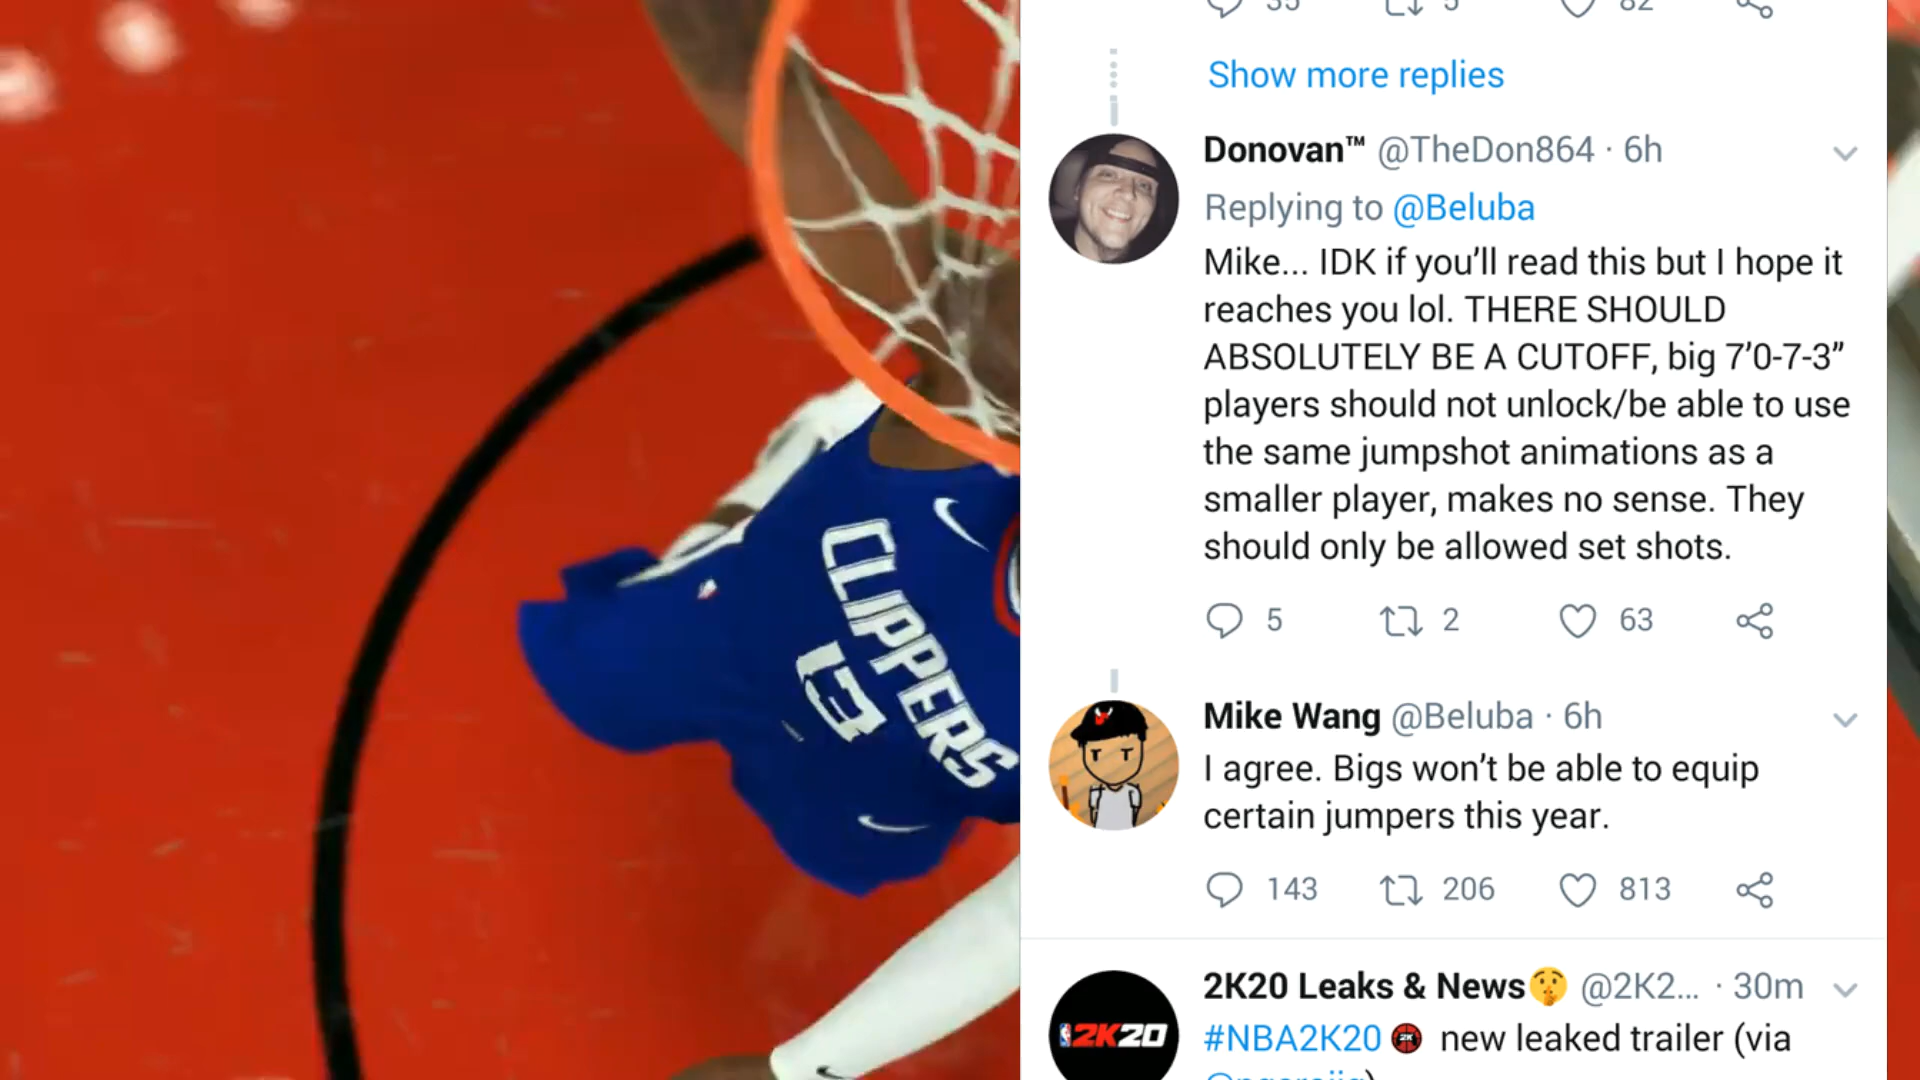 35 5 82
Show more replies
Donovan™ @TheDon864 · 6h
Replying to @Beluba
Mike... IDK if you’ll read this but I hope it
reaches you lol. THERE SHOULD
ABSOLUTELY BE A CUTOFF, big 7’0-7-3”
players should not unlock/be able to use
the same jumpshot animations as a
smaller player, makes no sense. They
should only be allowed set shots.
5 2 63
Mike Wang @Beluba · 6h
I agree. Bigs won’t be able to equip
certain jumpers this year.
143 206 813
2K20 Leaks & News🤫 @2K2... · 30m
#NBA2K20 new leaked trailer (via
2K20
CLIPPERS
13